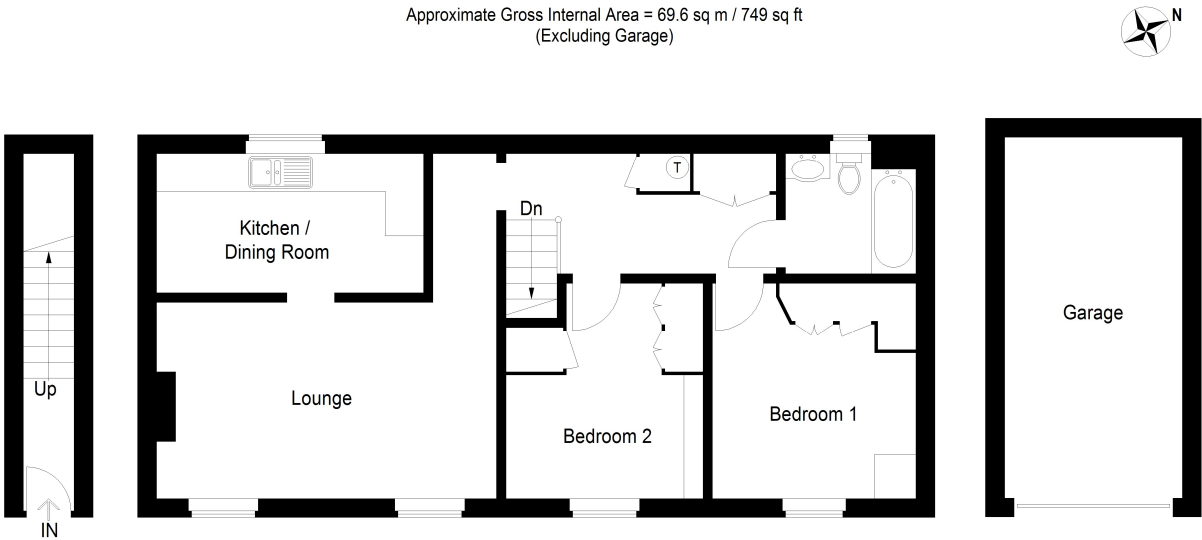 Approximate Gross Internal Area = 69.6 sq m / 749 sq ft
(Excluding Garage)
N
T
Dn
Kitchen /
Dining Room
Garage
Up
Lounge
Bedroom 2
Bedroom 1
IN